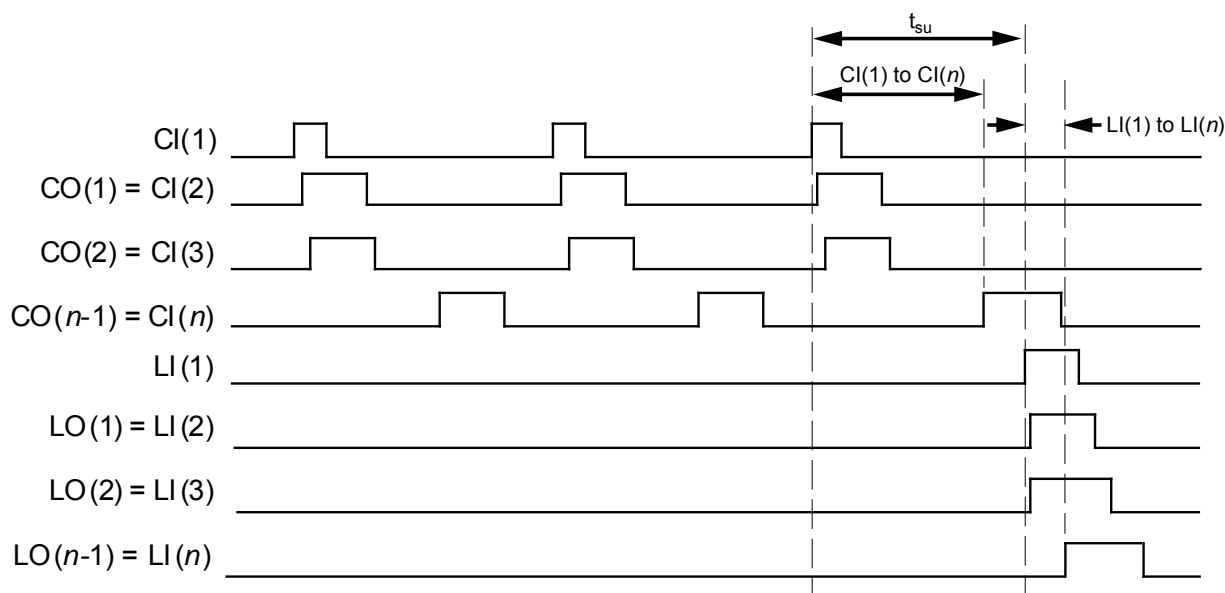 t_su
CI(1) to CI(n)
LI(1) to LI(n)
CI(1)
CO(1) = CI(2)
CO(2) = CI(3)
CO(n-1) = CI(n)
LI(1)
LO(1) = LI(2)
LO(2) = LI(3)
LO(n-1) = LI(n)